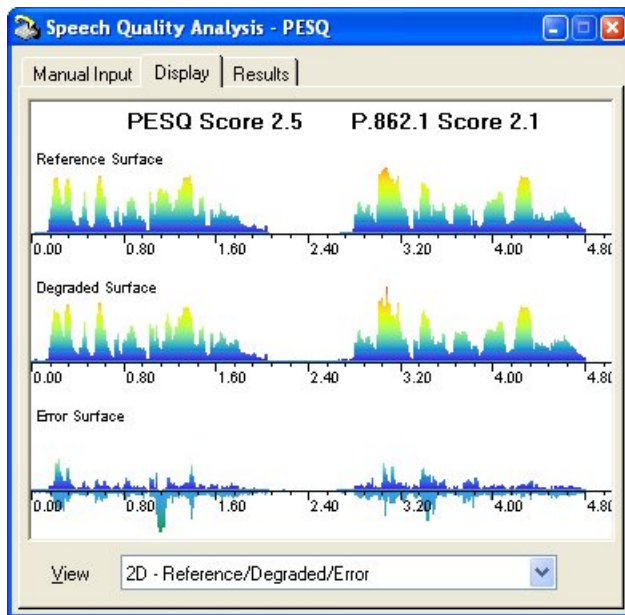 Speech Quality Analysis - PESQ
Manual Input Display Results
PESQ Score 2.5 P.862.1 Score 2.1
Reference Surface
0.00 0.80 1.60 2.40 3.20 4.00 4.80
Degraded Surface
0.00 0.80 1.60 2.40 3.20 4.00 4.80
Error Surface
0.00 0.80 1.60 2.40 3.20 4.00 4.80
View 2D - Reference/Degraded/Error